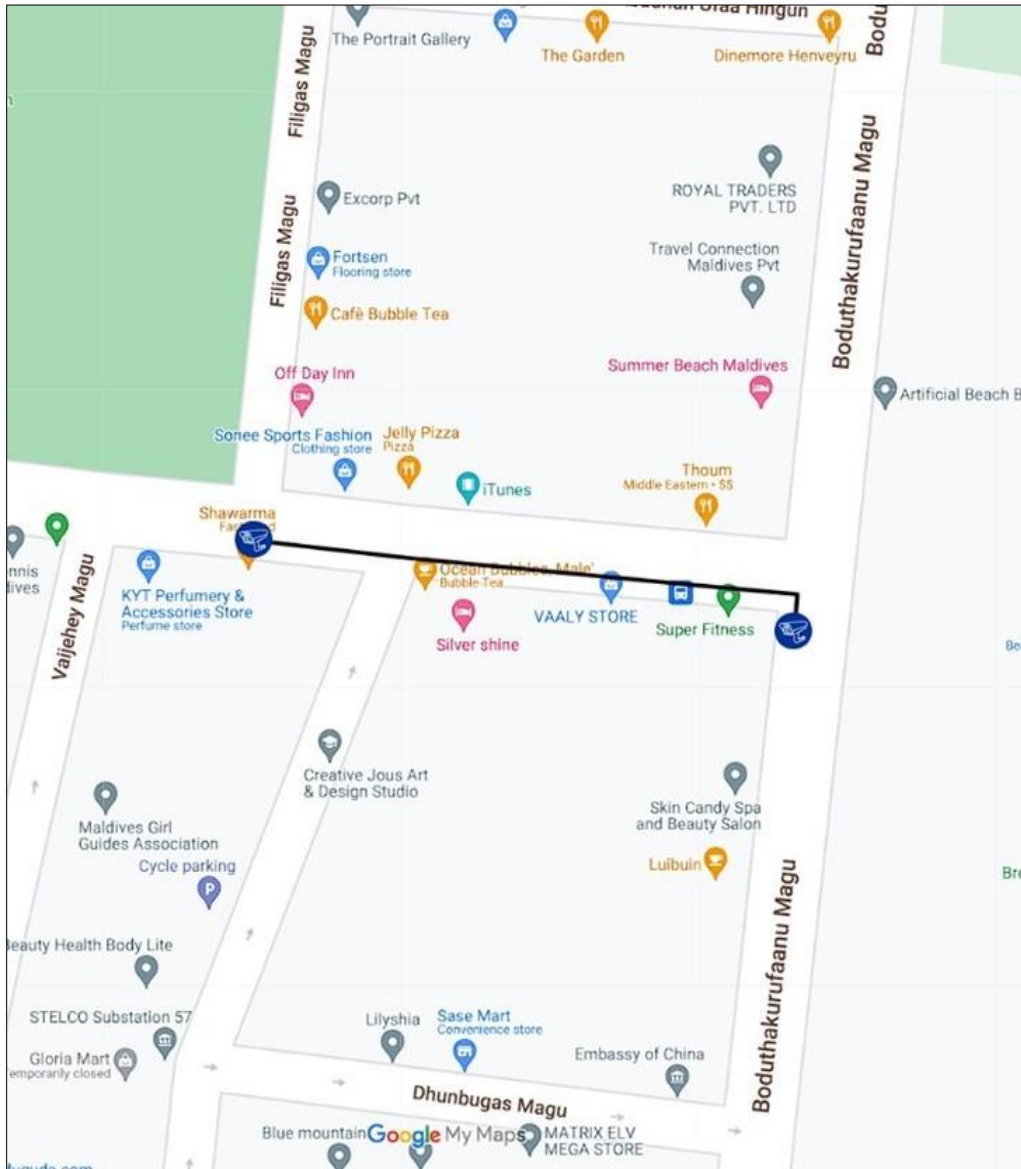 The Portrait Gallery
The Garden
Dinemore Henveyru
Filigas Magu
Boduthakurufaanu Magu
ROYAL TRADERS
PVT. LTD
Excorp Pvt
Travel Connection
Maldives Pvt
Filigas Magu
Fortsen
Flooring store
Cafè Bubble Tea
Off Day Inn
Summer Beach Maldives
Artificial Beach B
Sonee Sports Fashion
Clothing store
Jelly Pizza
Pizza
iTunes
Thoum
Middle Eastern • $$
Shawarma
Ocean Bubbles, Male'
Bubble Tea
KYT Perfumery &
Accessories Store
Perfume store
Vaijehey Magu
VAALY STORE
Super Fitness
Silver shine
Creative Jous Art
& Design Studio
Skin Candy Spa
and Beauty Salon
Maldives Girl
Guides Association
Cycle parking
P
Luibuin
Boduthakurufaanu Magu
Beauty Health Body Lite
STELCO Substation 57
Lilyshia
Sase Mart
Convenience store
Embassy of China
Gloria Mart
Dhunbugas Magu
Blue mountain
Google My Maps
MATRIX ELV
MEGA STORE